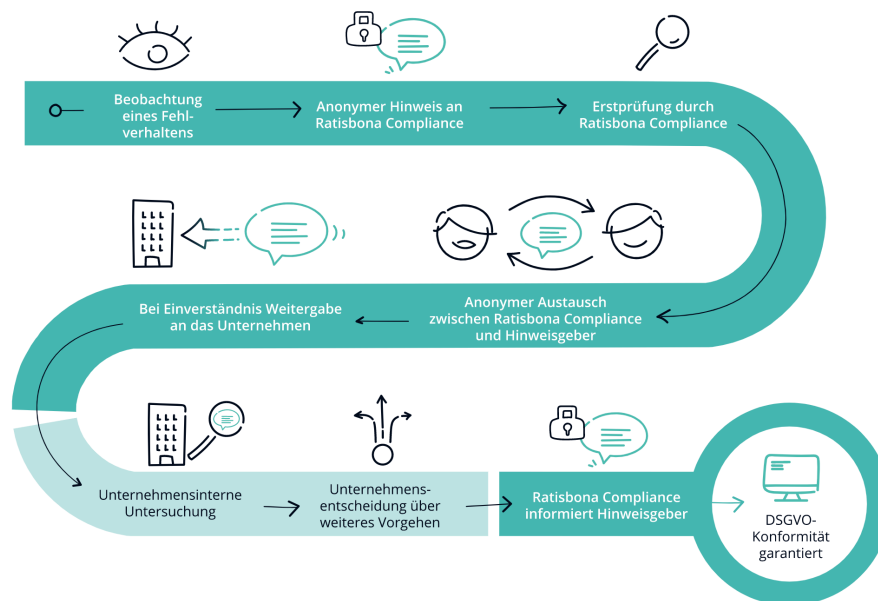 Beobachtung
eines Fehl-
verhaltens
Anonymer Hinweis an
Ratisbona Compliance
Erstprüfung durch
Ratisbona Compliance
Anonymer Austausch
zwischen Ratisbona Compliance
und Hinweisgeber
Bei Einverständnis Weitergabe
an das Unternehmen
Unternehmensinterne
Untersuchung
Unternehmens-
entscheidung über
weiteres Vorgehen
Ratisbona Compliance
informiert Hinweisgeber
DSGVO-
Konformität
garantiert